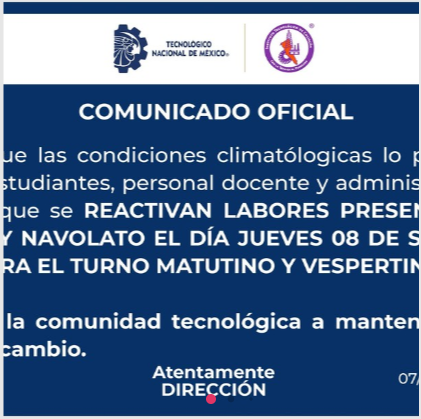 TECNOLÓGICO
NACIONAL DE MÉXICO®
COMUNICADO OFICIAL
ue las condiciones climatólogicas lo p
studiantes, personal docente y adminis
que se REACTIVAN LABORES PRESEN
Y NAVOLATO EL DÍA JUEVES 08 DE S
RA EL TURNO MATUTINO Y VESPERTIN
la comunidad tecnológica a manten
cambio.
Atentamente
DIRECCIÓN
07/